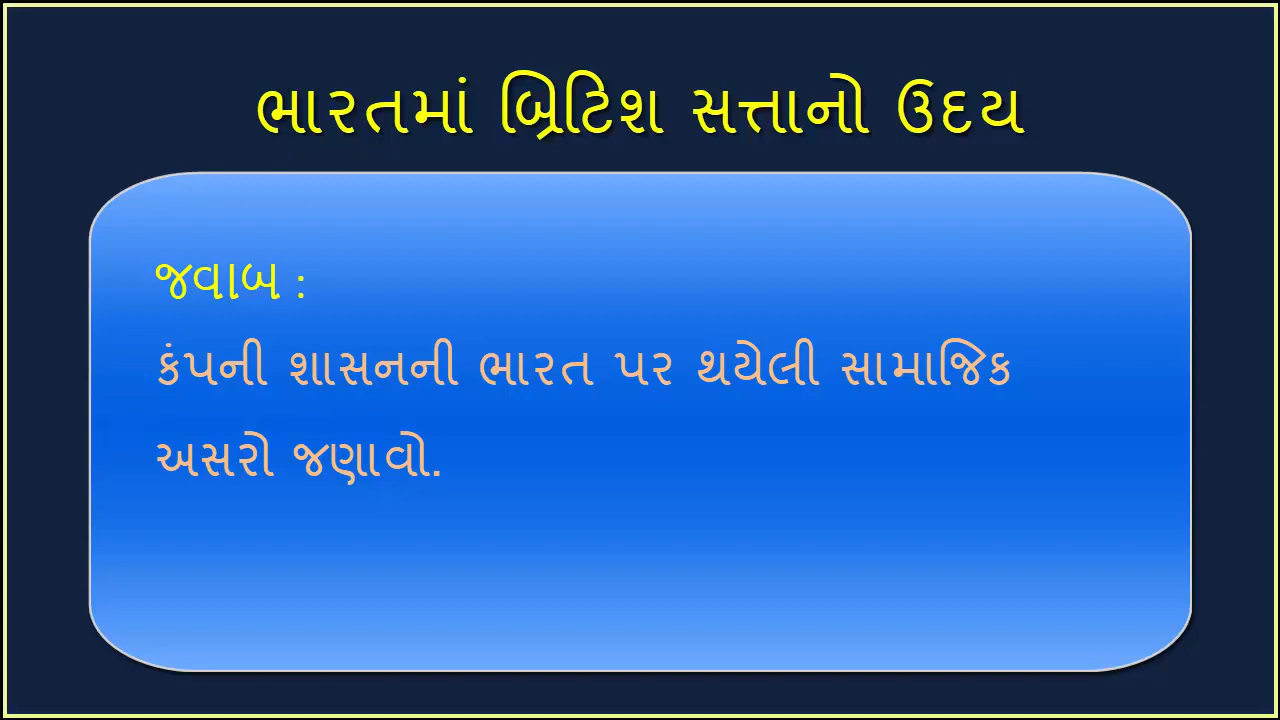 ભારતમાં બ્રિટિશ સત્તાનો ઉદય
જવાબ :
કંપની શાસનની ભારત પર થયેલી સામાજિક
અસરો જણાવો.